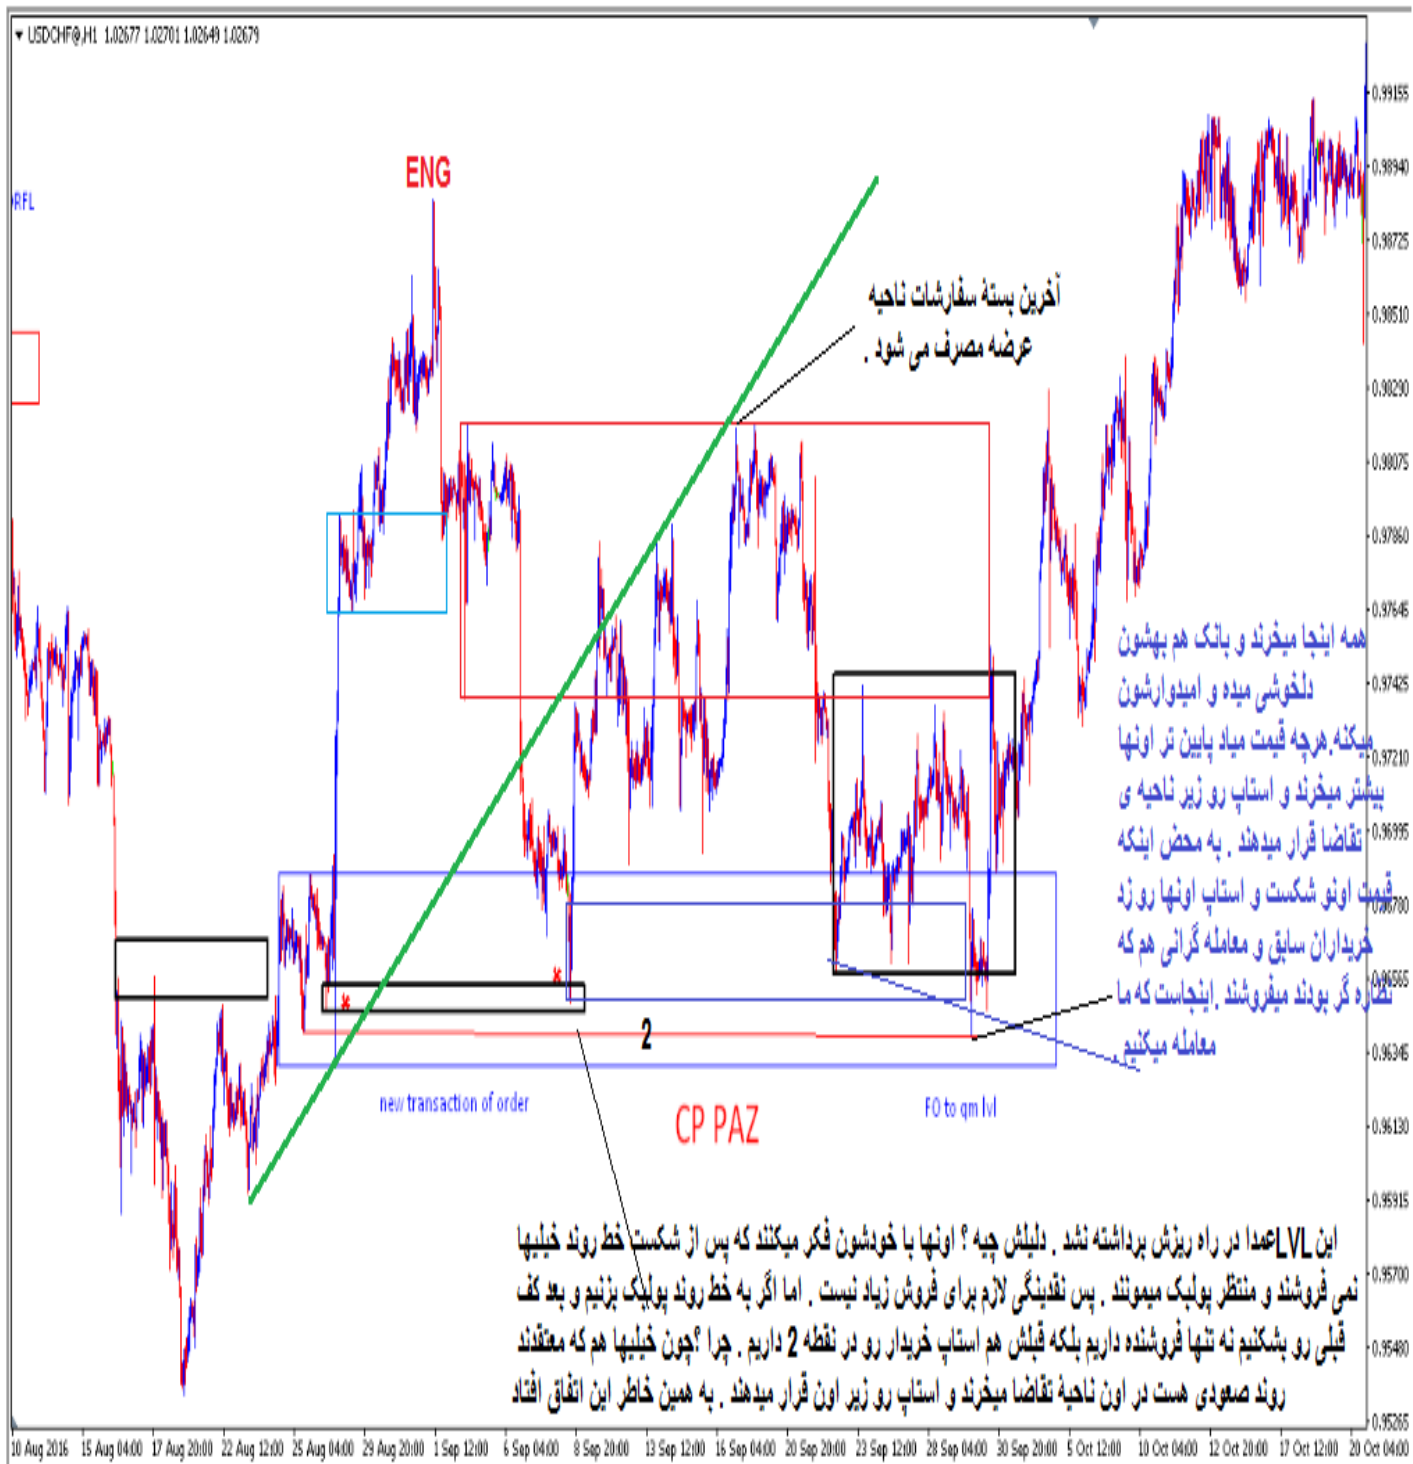 USDCHF@,H1 1.02677 1.02701 1.02649 1.02679
ENG
RFL
آخرین بستهٔ سفارشات ناحیه
عرضه مصرف می شود .
همه اینجا میخرند و بانک هم بهشون
دلخوشی میده و امیدوارشون
میکنه.هرچه قیمت میاد پایین تر اونها
بیشتر میخرند و استاپ رو زیر ناحیه ی
تقاضا قرار میدهند . به محض اینکه
قیمت اونو شکست و استاپ اونها رو زد
خریداران سابق و معامله گرانی هم که
نظاره گر بودند میفروشند .اینجاست که ما
معامله میکنیم .
2
new transaction of order
FO to qm lvl
CP PAZ
این LVLعمدا در راه ریزش برداشته نشد . دلیلش چیه ؟ اونها با خودشون فکر میکنند که پس از شکست خط روند خیلیها
نمی فروشند و منتظر پولبک میمونند . پس نقدینگی لازم برای فروش زیاد نیست . اما اگر به خط روند پولبک بزنیم و بعد کف
قبلی رو بشکنیم نه تنها فروشنده داریم بلکه قبلش هم استاپ خریدار رو در نقطه 2 داریم . چرا ؟چون خیلیها هم که معتقدند
روند صعودی هست در اون ناحیهٔ تقاضا میخرند و استاپ رو زیر اون قرار میدهند . به همین خاطر این اتفاق افتاد
0.99155
0.98940
0.98725
0.98510
0.98290
0.98075
0.97860
0.97645
0.97425
0.97210
0.96995
0.96780
0.96565
0.96345
0.96130
0.95915
0.95700
0.95480
0.95265
10 Aug 2016 15 Aug 04:00 17 Aug 20:00 22 Aug 12:00 25 Aug 04:00 29 Aug 20:00 1 Sep 12:00 6 Sep 04:00 8 Sep 20:00 13 Sep 12:00 16 Sep 04:00 20 Sep 20:00 23 Sep 12:00 28 Sep 04:00 30 Sep 20:00 5 Oct 12:00 10 Oct 04:00 12 Oct 20:00 17 Oct 12:00 20 Oct 04:00